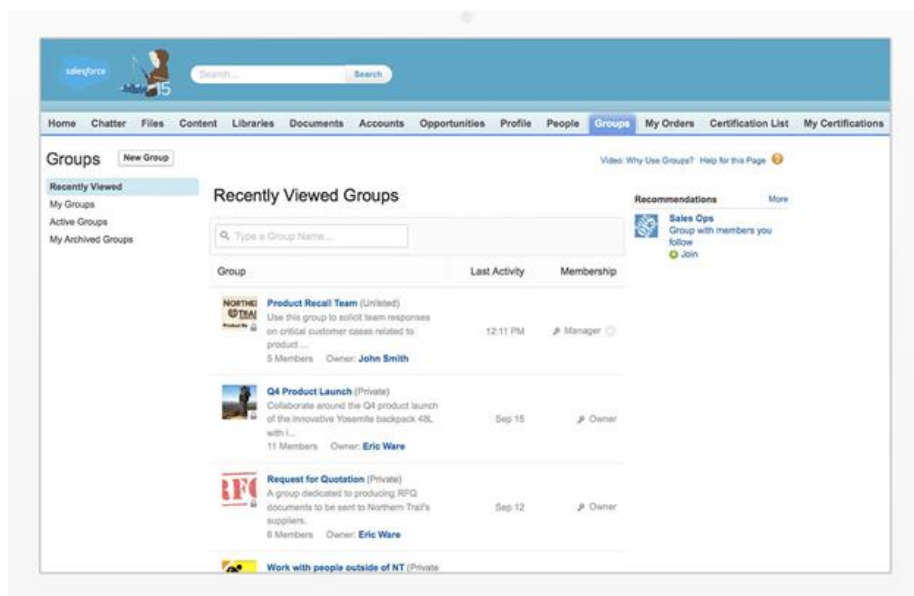 salesforce
15
Search...
Search
Home Chatter Files Content Libraries Documents Accounts Opportunities Profile People Groups My Orders Certification List My Certifications
Groups
New Group
Video: Why Use Groups? Help for this Page
Recently Viewed
My Groups
Active Groups
My Archived Groups
Recently Viewed Groups
Type a Group Name...
Group Last Activity Membership
Product Recall Team (Unlisted)
Use this group to solicit team responses
on critical customer cases related to
product ...
5 Members Owner: John Smith
12:11 PM
Manager
Q4 Product Launch (Private)
Collaborate around the Q4 product launch
of the innovative Yosemite backpack 48L
with i...
11 Members Owner: Eric Ware
Sep 15
Owner
RF
Request for Quotation (Private)
A group dedicated to producing RFQ
documents to be sent to Northern Trail's
suppliers.
6 Members Owner: Eric Ware
Sep 12
Owner
Work with people outside of NT (Private
Recommendations More
Sales Ops
Group with members you
follow
Join